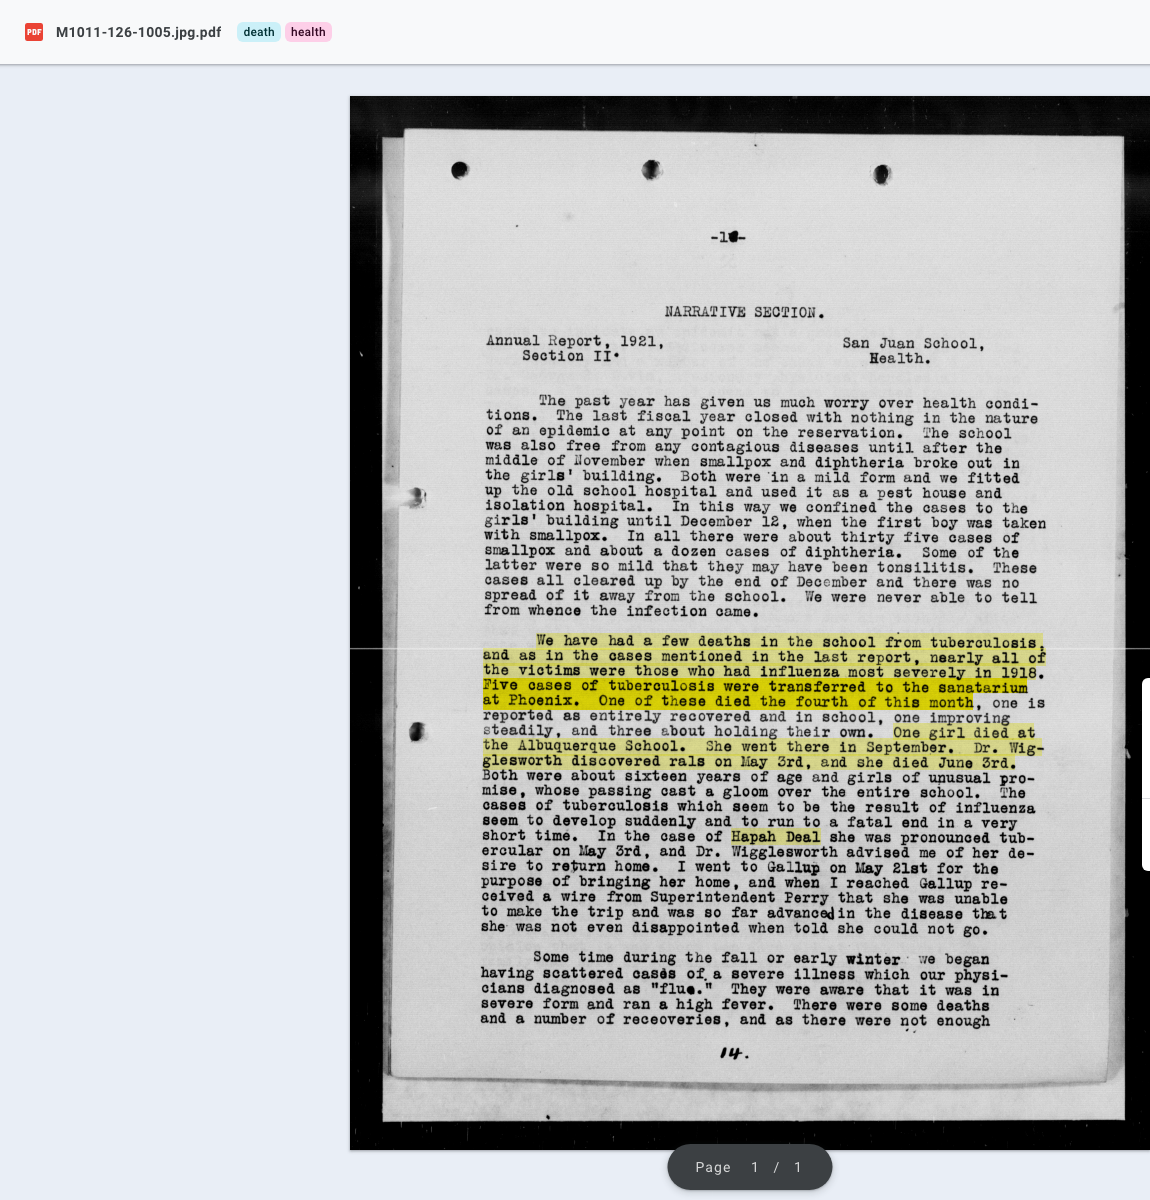 PDF M1011-126-1005.jpg.pdf death health
NARRATIVE SECTION.
Annual Report, 1921, San Juan School,
Section II. Health.
The past year has given us much worry over health condi-
tions. The last fiscal year closed with nothing in the nature
of an epidemic at any point on the reservation. The school
was also free from any contagious diseases until after the
middle of November when smallpox and diphtheria broke out in
the girls' building. Both were in a mild form and we fitted
up the old school hospital and used it as a pest house and
isolation hospital. In this way we confined the cases to the
girls' building until December 12, when the first boy was taken
with smallpox. In all there were about thirty five cases of
smallpox and about a dozen cases of diphtheria. Some of the
latter were so mild that they may have been tonsilitis. These
cases all cleared up by the end of December and there was no
spread of it away from the school. We were never able to tell
from whence the infection came.
We have had a few deaths in the school from tuberculosis,
and as in the cases mentioned in the last report, nearly all of
the victims were those who had influenza most severely in 1918.
Five cases of tuberculosis were transferred to the sanatarium
at Phoenix. One of these died the fourth of this month, one is
reported as entirely recovered and in school, one improving
steadily, and three about holding their own. One girl died at
the Albuquerque School. She went there in September. Dr. Wig-
glesworth discovered rals on May 3rd, and she died June 3rd.
Both were about sixteen years of age and girls of unusual pro-
mise, whose passing cast a gloom over the entire school. The
cases of tuberculosis which seem to be the result of influenza
seem to develop suddenly and to run to a fatal end in a very
short time. In the case of Hapah Deal she was pronounced tub-
ercular on May 3rd, and Dr. Wigglesworth advised me of her de-
sire to return home. I went to Gallup on May 21st for the
purpose of bringing her home, and when I reached Gallup re-
ceived a wire from Superintendent Perry that she was unable
to make the trip and was so far advanced in the disease that
she was not even disappointed when told she could not go.
Some time during the fall or early winter we began
having scattered cases of a severe illness which our physi-
cians diagnosed as "flu." They were aware that it was in
severe form and ran a high fever. There were some deaths
and a number of receoveries, and as there were not enough
14.
Page 1 / 1